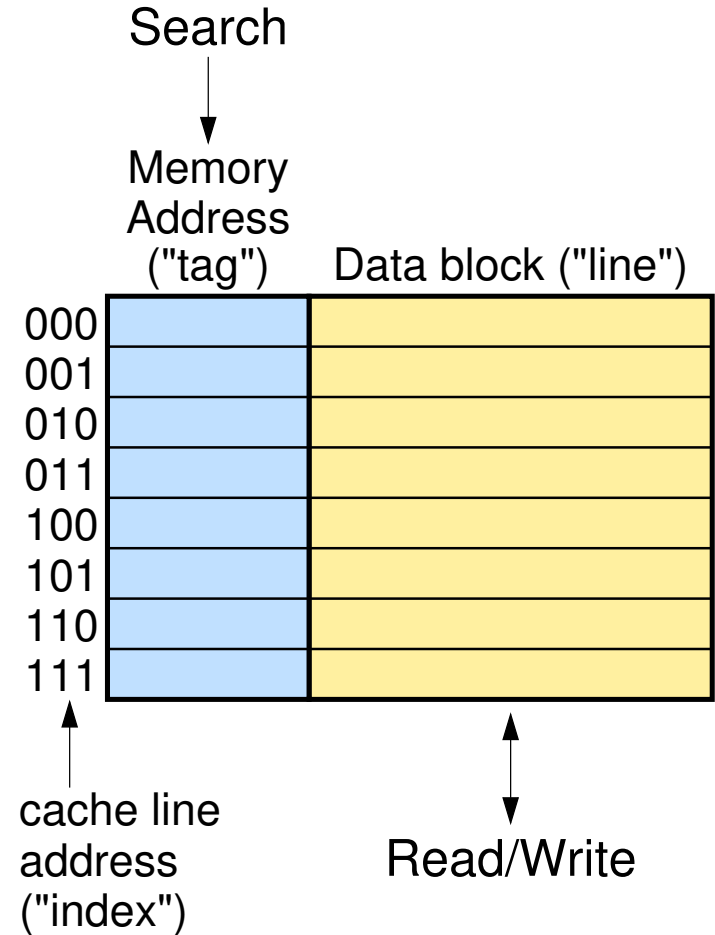 Search
Memory
Address
("tag")
Data block ("line")
000
001
010
011
100
101
110
111
cache line
address
("index")
Read/Write